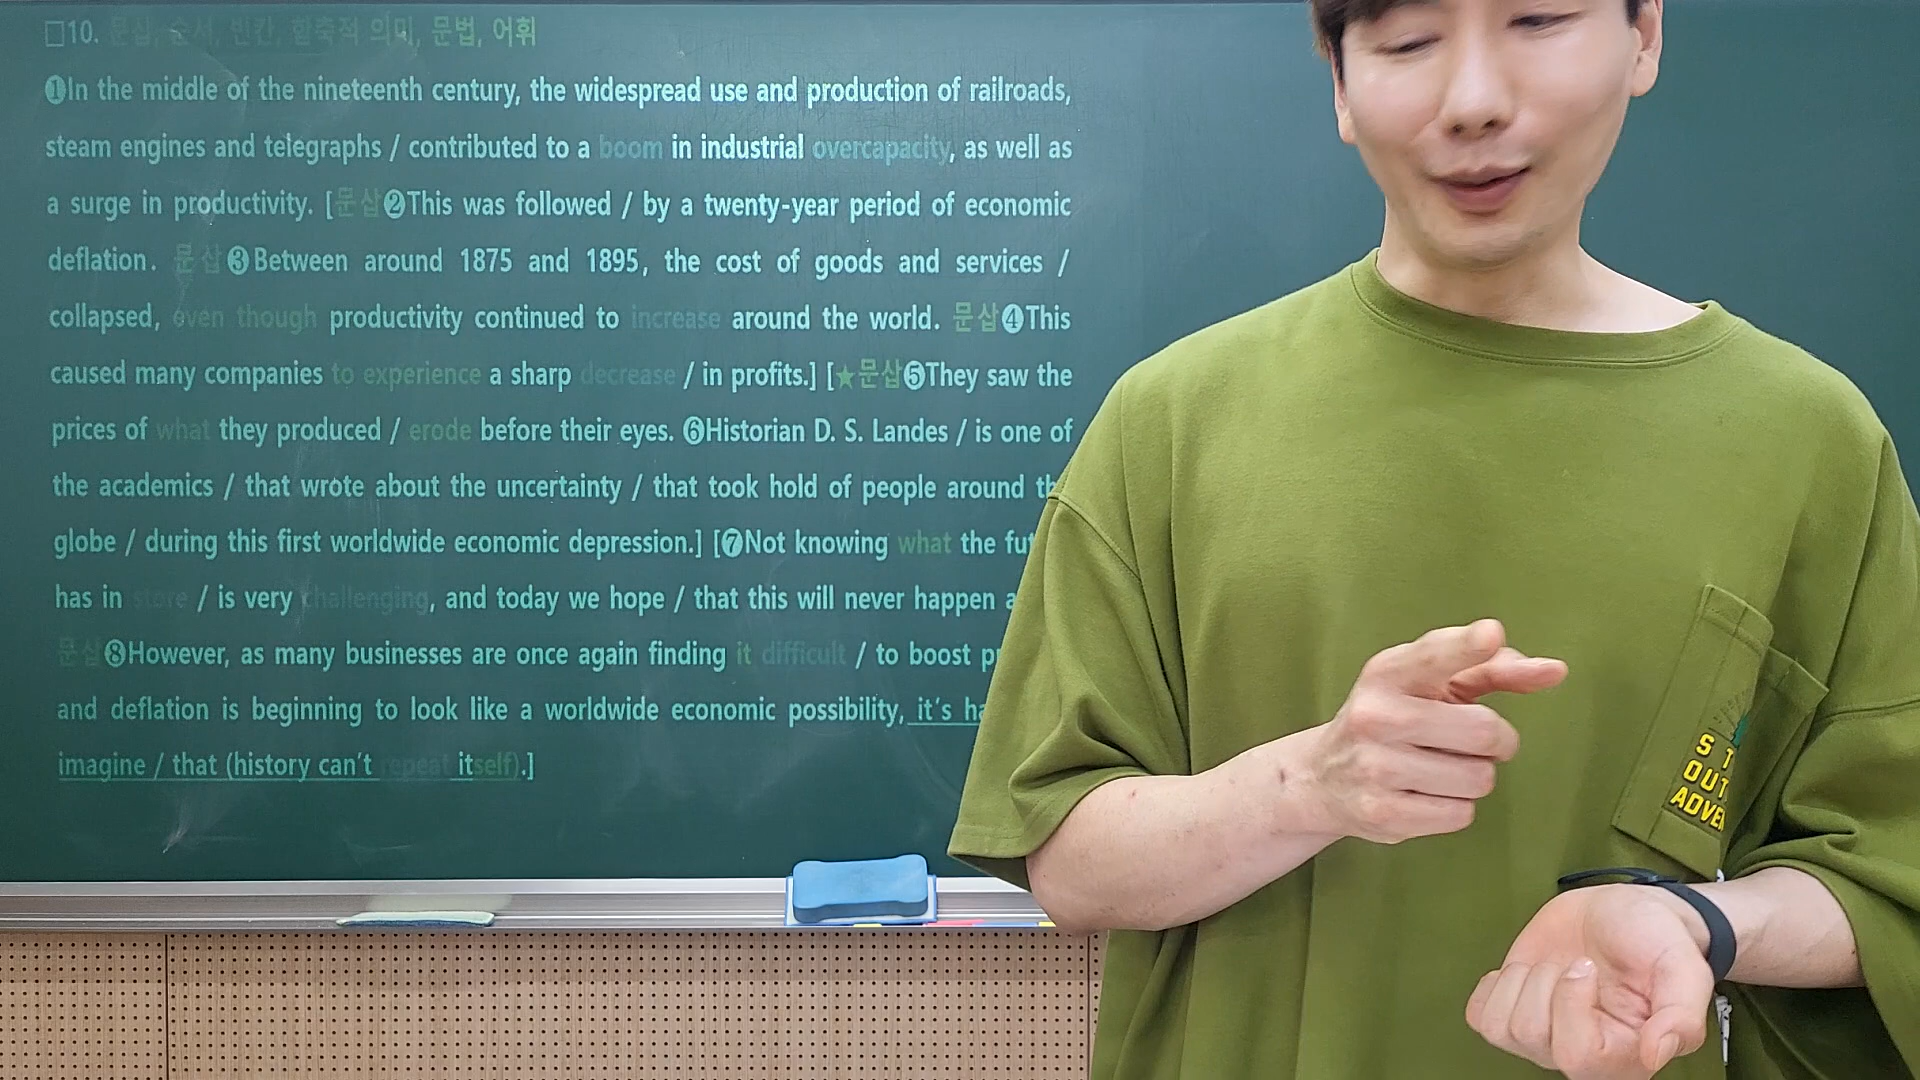 □10. 문삽, 순서, 빈칸, 함축적 의미, 문법, 어휘
❶In the middle of the nineteenth century, the widespread use and production of railroads,
steam engines and telegraphs / contributed to a boom in industrial overcapacity, as well as
a surge in productivity. [문삽❷This was followed / by a twenty-year period of economic
deflation. 문삽❸Between around 1875 and 1895, the cost of goods and services /
collapsed, even though productivity continued to increase around the world. 문삽❹This
caused many companies to experience a sharp decrease / in profits.] [★문삽❺They saw the
prices of what they produced / erode before their eyes. ❻Historian D. S. Landes / is one of
the academics / that wrote about the uncertainty / that took hold of people around th
globe / during this first worldwide economic depression.] [❼Not knowing what the fut
has in store / is very challenging, and today we hope / that this will never happen a
문삽❽However, as many businesses are once again finding it difficult / to boost p
and deflation is beginning to look like a worldwide economic possibility, it's ha
imagine / that (history can't repeat itself).]
S T
OUT
ADVE